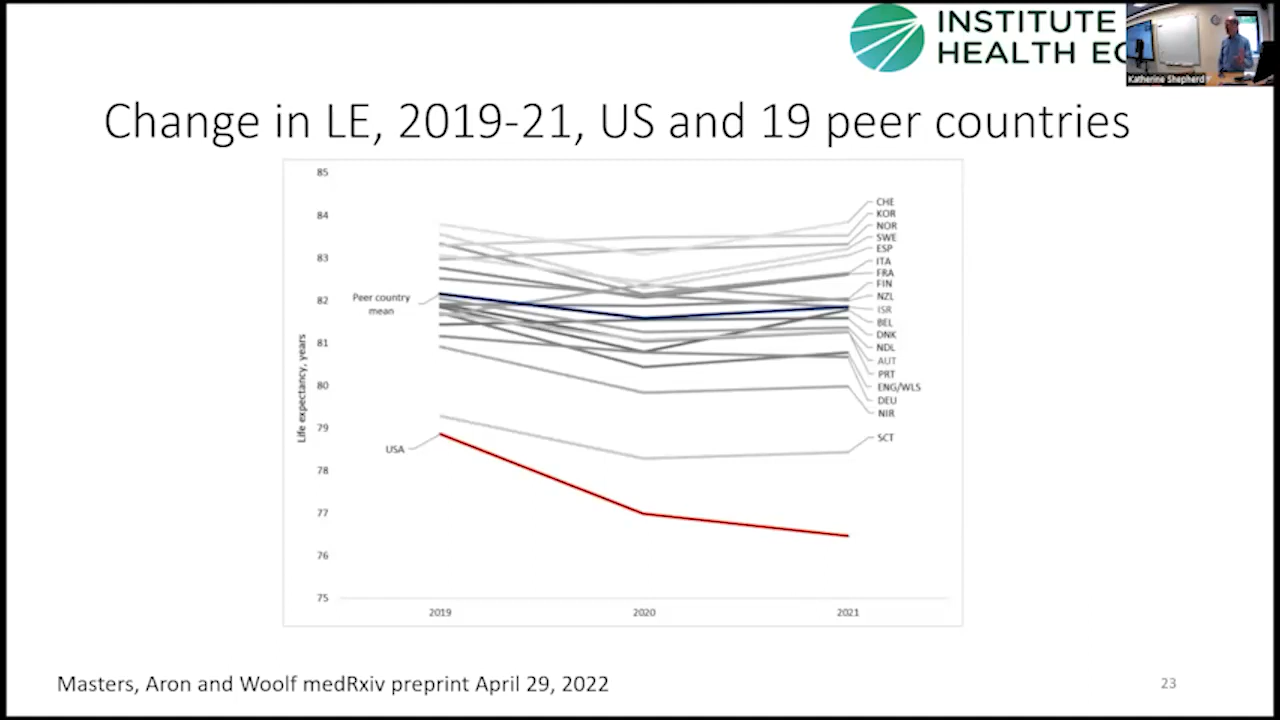 INSTITUTE
HEALTH EC
Katherine Shepherd
Change in LE, 2019-21, US and 19 peer countries
85
84
83
82
81
80
79
78
77
76
75
Life expectancy, years
Peer country
mean
USA
CHE
KOR
NOR
SWE
ESP
ITA
FRA
FIN
NZL
ISR
BEL
DNK
NDL
AUT
PRT
ENG/WLS
DEU
NIR
SCT
2019
2020
2021
Masters, Aron and Woolf medRxiv preprint April 29, 2022
23